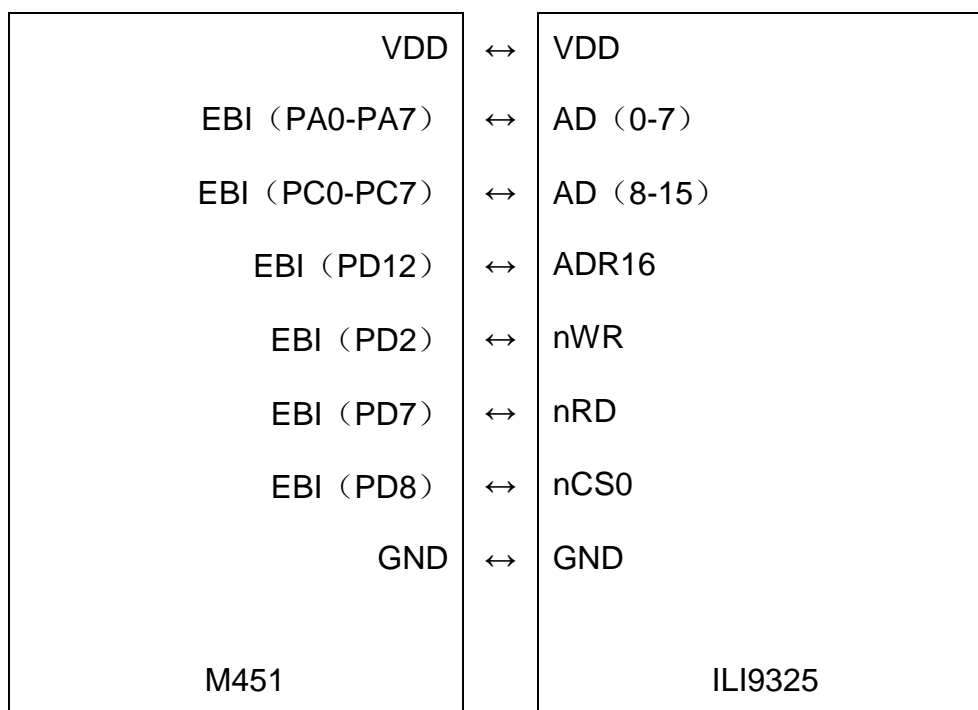 VDD ↔ VDD
EBI（PA0-PA7） ↔ AD（0-7）
EBI（PC0-PC7） ↔ AD（8-15）
EBI（PD12） ↔ ADR16
EBI（PD2） ↔ nWR
EBI（PD7） ↔ nRD
EBI（PD8） ↔ nCS0
GND ↔ GND
M451 ILI9325